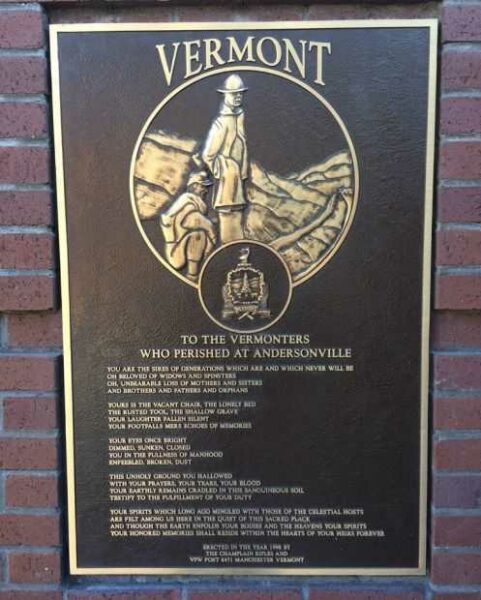 VERMONT
TO THE VERMONTERS
WHO PERISHED AT ANDERSONVILLE
YOU ARE THE SIRES OF GENERATIONS WHICH ARE AND WHICH NEVER WILL BE
OH BELOVED OF WIDOWS AND SPINSTERS
OH, UNBEARABLE LOSS OF MOTHERS AND SISTERS
AND BROTHERS AND FATHERS AND ORPHANS
YOURS IS THE VACANT CHAIR, THE LONELY BED
THE RUSTED TOOL, THE SHALLOW GRAVE
YOUR LAUGHTER FALLEN SILENT
YOUR FOOTFALLS MERE ECHOES OF MEMORIES
YOUR EYES ONCE BRIGHT
DIMMED, SUNKEN, CLOSED
YOU IN THE FULLNESS OF MANHOOD
ENFEEBLED, BROKEN, DUST
THIS UNHOLY GROUND YOU HALLOWED
WITH YOUR PRAYERS, YOUR TEARS, YOUR BLOOD
YOUR EARTHLY REMAINS CRADLED IN THIS SANGUINEOUS SOIL
TESTIFY TO THE FULFILLMENT OF YOUR DUTY
YOUR SPIRITS WHICH LONG AGO MINGLED WITH THOSE OF THE CELESTIAL HOSTS
ARE FELT AMONG US HERE IN THE QUIET OF THIS SACRED PLACE
AND THOUGH THE EARTH ENFOLDS YOUR BODIES AND THE HEAVENS YOUR SPIRITS
YOUR HONORED MEMORIES SHALL RESIDE WITHIN THE HEARTS OF YOUR HEIRS FOREVER
ERECTED IN THE YEAR 1998 BY
THE CHAMPLAIN RIFLES AND
VFW POST 6471 MANCHESTER VERMONT